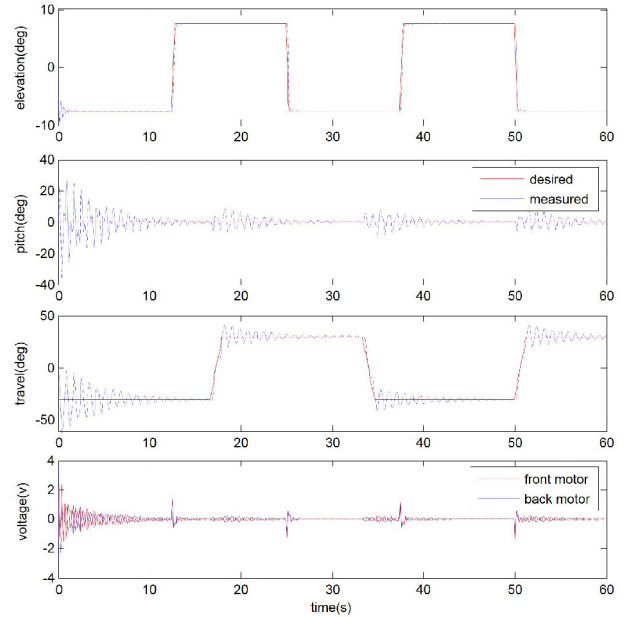 10
0
-10
elevation(deg)
0 10 20 30 40 50 60
40
20
0
-20
-40
pitch(deg)
desired
measured
0 10 20 30 40 50 60
50
0
-50
travel(deg)
0 10 20 30 40 50 60
4
2
0
-2
4
voltage(v)
front motor
back motor
0 10 20 30 40 50 60
time(s)